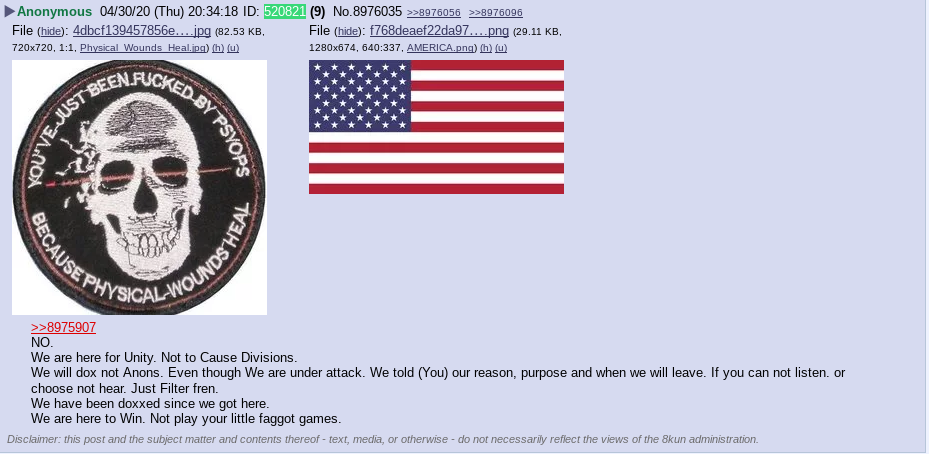 Anonymous 04/30/20 (Thu) 20:34:18 ID: 520821 (9) No.8976035 >>8976056 >>8976096
File (hide): 4dbcf139457856e….jpg (82.53 KB, 720x720, 1:1, Physical_Wounds_Heal.jpg) (h) (u)
File (hide): f768deaef22da97….png (29.11 KB, 1280x674, 640:337, AMERICA.png) (h) (u)
YOU'VE JUST BEEN FUCKED BY PSYOPS
BECAUSE PHYSICAL WOUNDS HEAL
>>8975907
NO.
We are here for Unity. Not to Cause Divisions.
We will dox not Anons. Even though We are under attack. We told (You) our reason, purpose and when we will leave. If you can not listen. or
choose not hear. Just Filter fren.
We have been doxxed since we got here.
We are here to Win. Not play your little faggot games.
Disclaimer: this post and the subject matter and contents thereof - text, media, or otherwise - do not necessarily reflect the views of the 8kun administration.